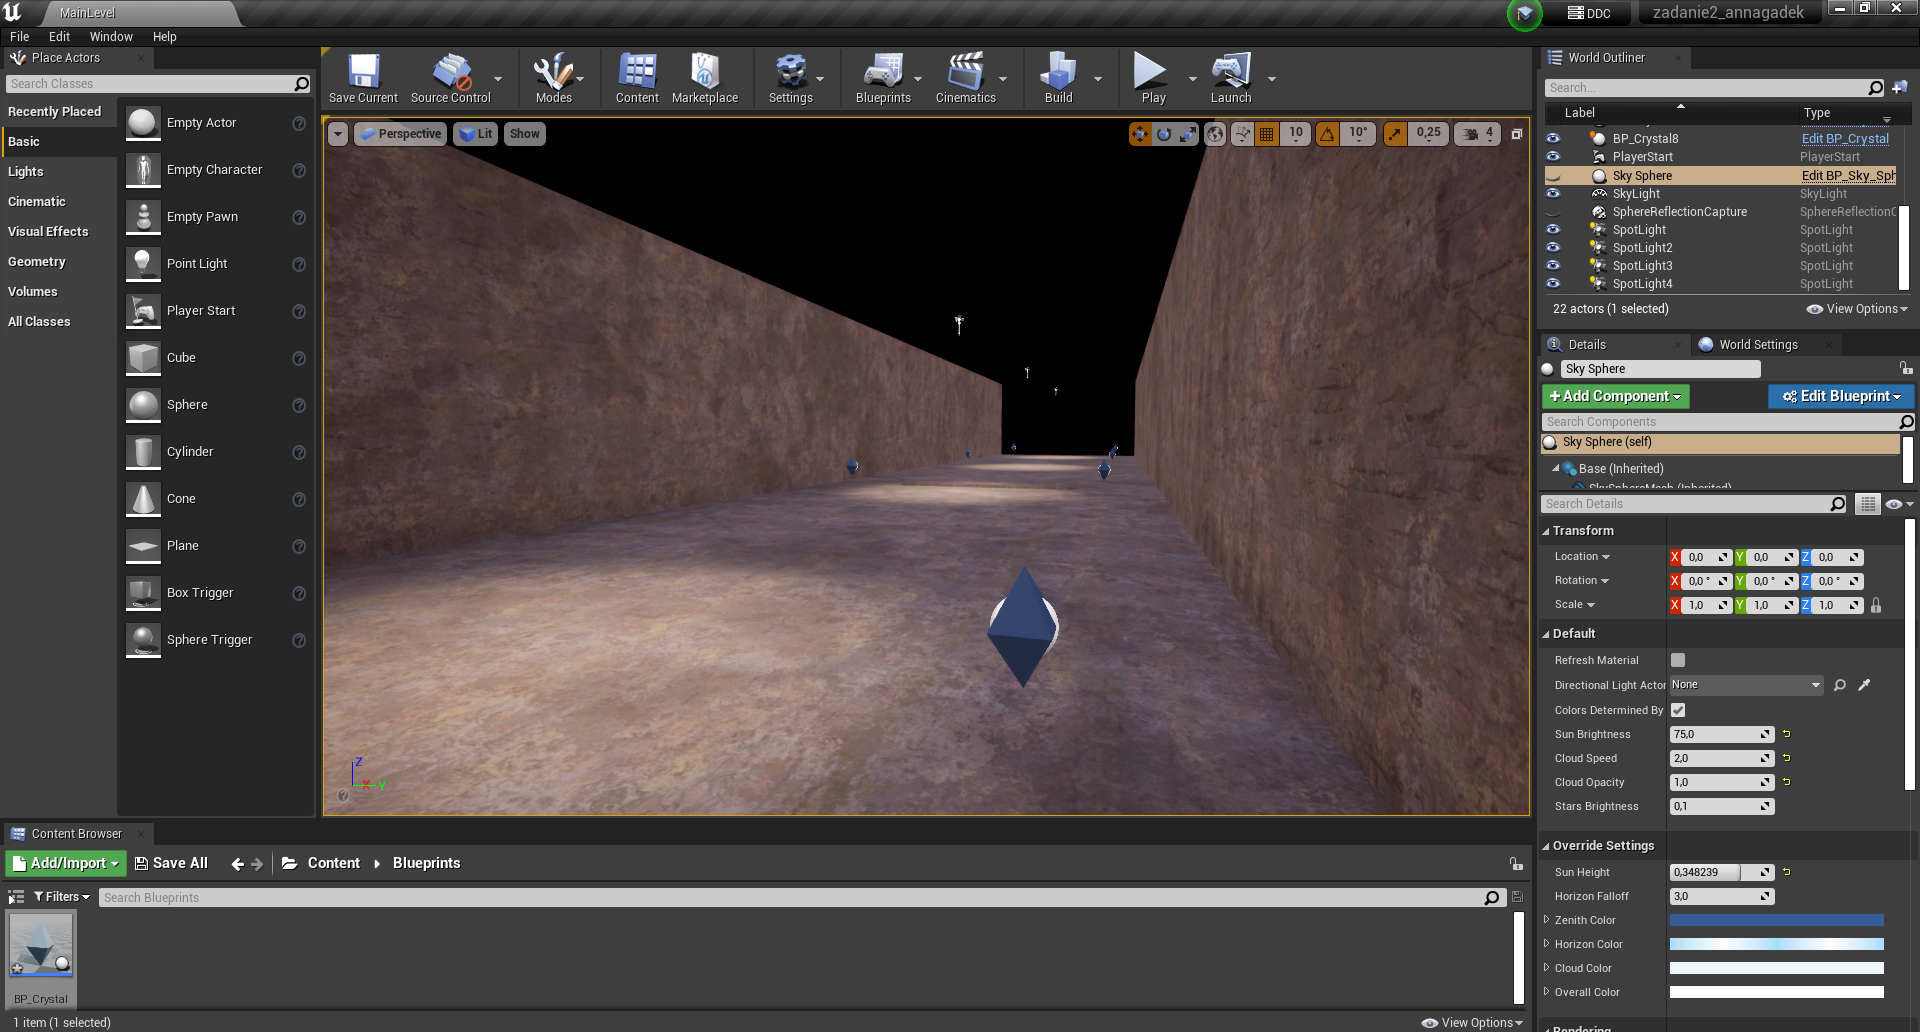 MainLevel
DDC
zadanie2_annagadek
File Edit Window Help
Place Actors
Search Classes
Recently Placed
Basic
Lights
Cinematic
Visual Effects
Geometry
Volumes
All Classes
Empty Actor
Empty Character
Empty Pawn
Point Light
Player Start
Cube
Sphere
Cylinder
Cone
Plane
Box Trigger
Sphere Trigger
Save Current Source Control Modes Content Marketplace Settings Blueprints Cinematics Build Play Launch
Perspective Lit Show
10 10° 0,25 4
Z
X Y
World Outliner
Search...
Label Type
BP_Crystal8 Edit BP_Crystal
PlayerStart PlayerStart
Sky Sphere Edit BP_Sky_Sph
SkyLight SkyLight
SphereReflectionCapture SphereReflectionC
SpotLight SpotLight
SpotLight2 SpotLight
SpotLight3 SpotLight
SpotLight4 SpotLight
22 actors (1 selected) View Options
Details World Settings
Sky Sphere
+Add Component Edit Blueprint
Search Components
Sky Sphere (self)
Base (Inherited)
SkySphereMesh (Inherited)
Search Details
Transform
Location X 0,0 Y 0,0 Z 0,0
Rotation X 0,0 ° Y 0,0 ° Z 0,0 °
Scale X 1,0 Y 1,0 Z 1,0
Default
Refresh Material
Directional Light Actor None
Colors Determined By
Sun Brightness 75,0
Cloud Speed 2,0
Cloud Opacity 1,0
Stars Brightness 0,1
Override Settings
Sun Height 0,348239
Horizon Falloff 3,0
Zenith Color
Horizon Color
Cloud Color
Overall Color
Rendering
Content Browser
Add/Import Save All Content Blueprints
Filters Search Blueprints
BP_Crystal
1 item (1 selected) View Options